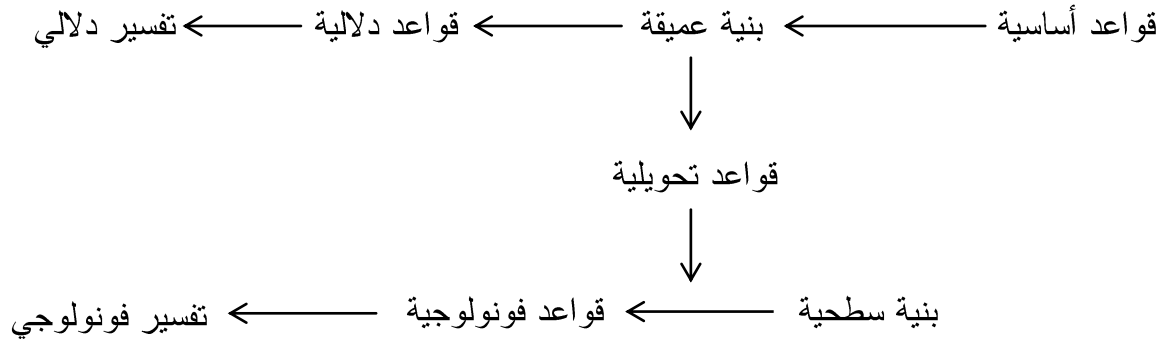 قواعد أساسية بنية عميقة قواعد دلالية تفسير دلالي
قواعد تحويلية
بنية سطحية قواعد فونولوجية تفسير فونولوجي